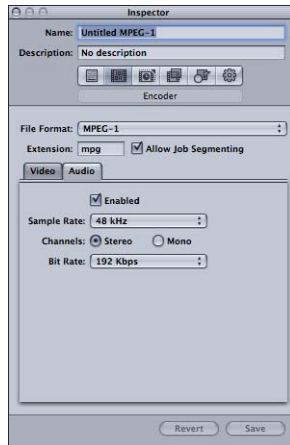 Inspector
Name: Untitled MPEG-1
Description: No description
Encoder
File Format: MPEG-1
Extension: mpg Allow Job Segmenting
Video Audio
Enabled
Sample Rate: 48 kHz
Channels: Stereo Mono
Bit Rate: 192 Kbps
Revert Save